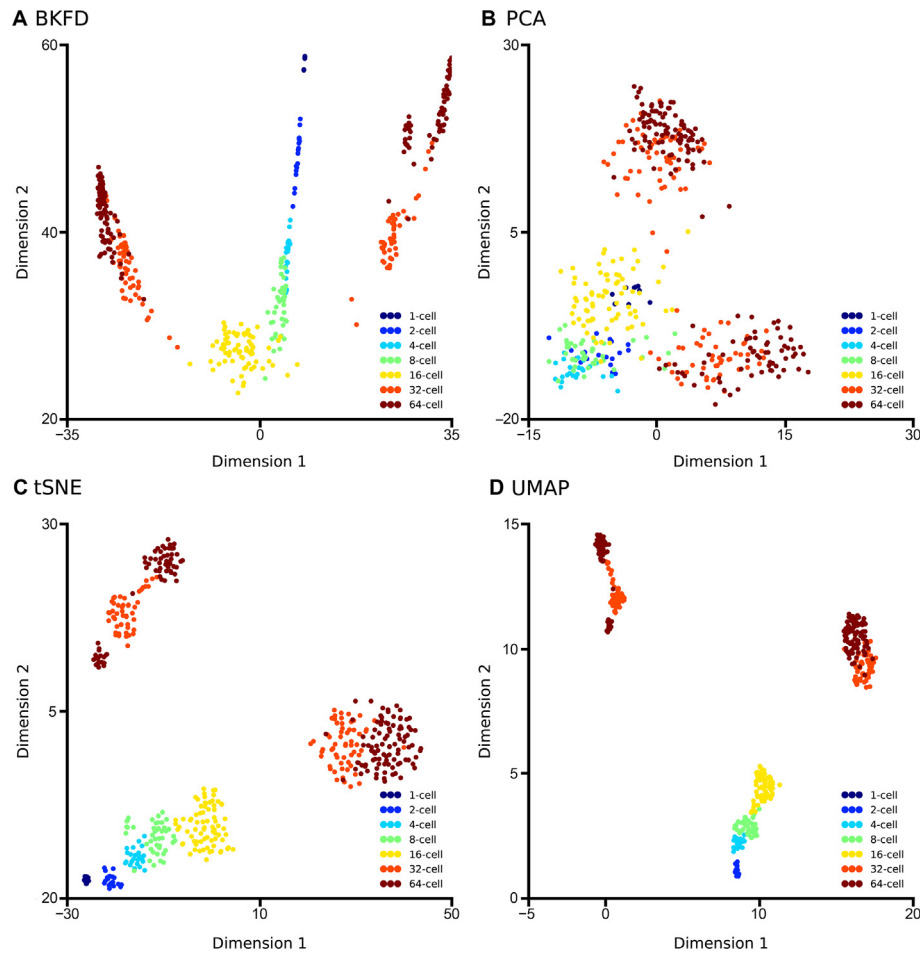 A BKFD
60
40
20
Dimension 2
−35
0
35
Dimension 1
1-cell
2-cell
4-cell
8-cell
16-cell
32-cell
64-cell
B PCA
30
5
−20
Dimension 2
−15
0
15
30
Dimension 1
1-cell
2-cell
4-cell
8-cell
16-cell
32-cell
64-cell
C tSNE
30
5
20
Dimension 2
−30
10
50
Dimension 1
1-cell
2-cell
4-cell
8-cell
16-cell
32-cell
64-cell
D UMAP
15
10
5
0
Dimension 2
−5
0
5
10
20
Dimension 1
1-cell
2-cell
4-cell
8-cell
16-cell
32-cell
64-cell